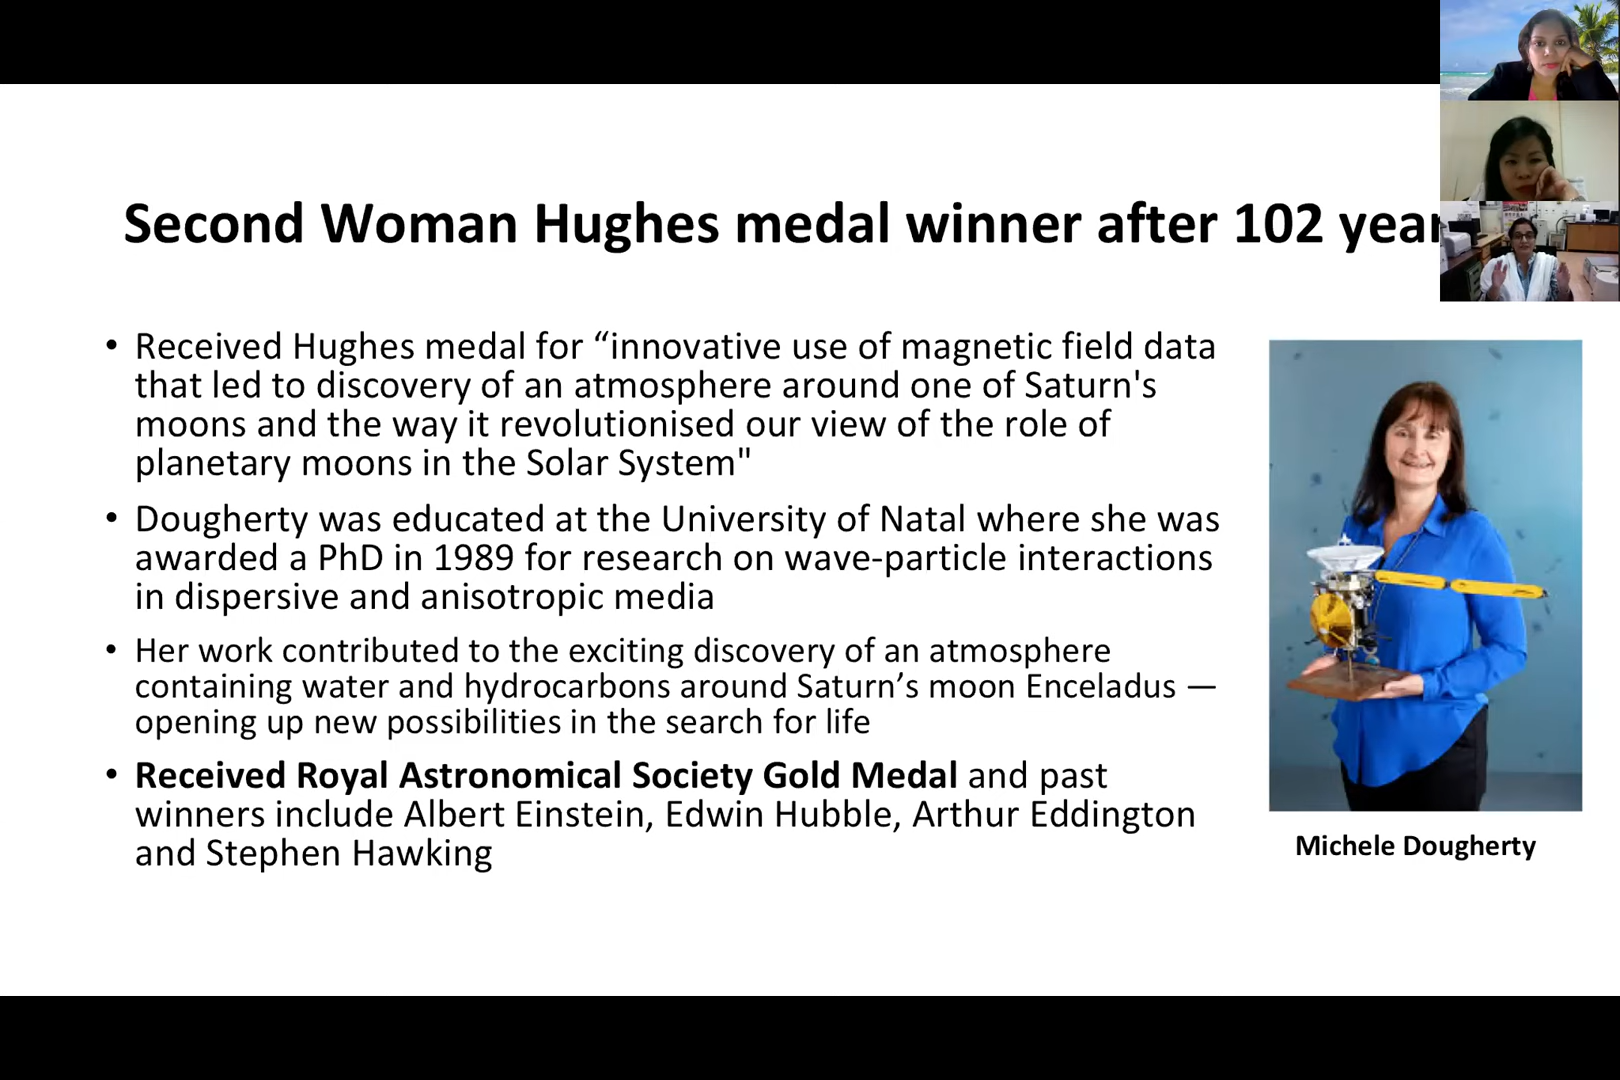 Second Woman Hughes medal winner after 102 year
• Received Hughes medal for “innovative use of magnetic field data
that led to discovery of an atmosphere around one of Saturn's
moons and the way it revolutionised our view of the role of
planetary moons in the Solar System"
• Dougherty was educated at the University of Natal where she was
awarded a PhD in 1989 for research on wave-particle interactions
in dispersive and anisotropic media
• Her work contributed to the exciting discovery of an atmosphere
containing water and hydrocarbons around Saturn’s moon Enceladus —
opening up new possibilities in the search for life
• Received Royal Astronomical Society Gold Medal and past
winners include Albert Einstein, Edwin Hubble, Arthur Eddington
and Stephen Hawking
Michele Dougherty